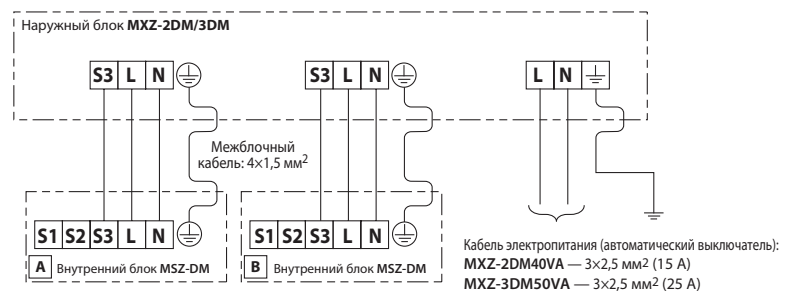 Наружный блок MXZ-2DM/3DM
S3 L N
S3 L N
L N
Межблочный
кабель: 4×1,5 мм²
S1 S2 S3 L N
A Внутренний блок MSZ-DM
S1 S2 S3 L N
B Внутренний блок MSZ-DM
Кабель электропитания (автоматический выключатель):
MXZ-2DM40VA — 3×2,5 мм² (15 А)
MXZ-3DM50VA — 3×2,5 мм² (25 А)